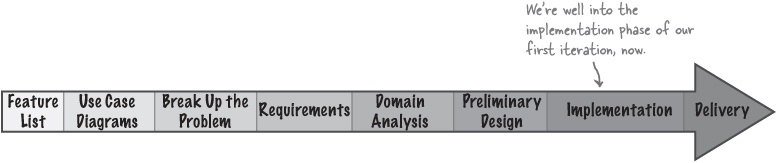 We're well into the
implementation phase of our
first iteration, now.
Feature
List
Use Case
Diagrams
Break Up the
Problem
Requirements
Domain
Analysis
Preliminary
Design
Implementation
Delivery